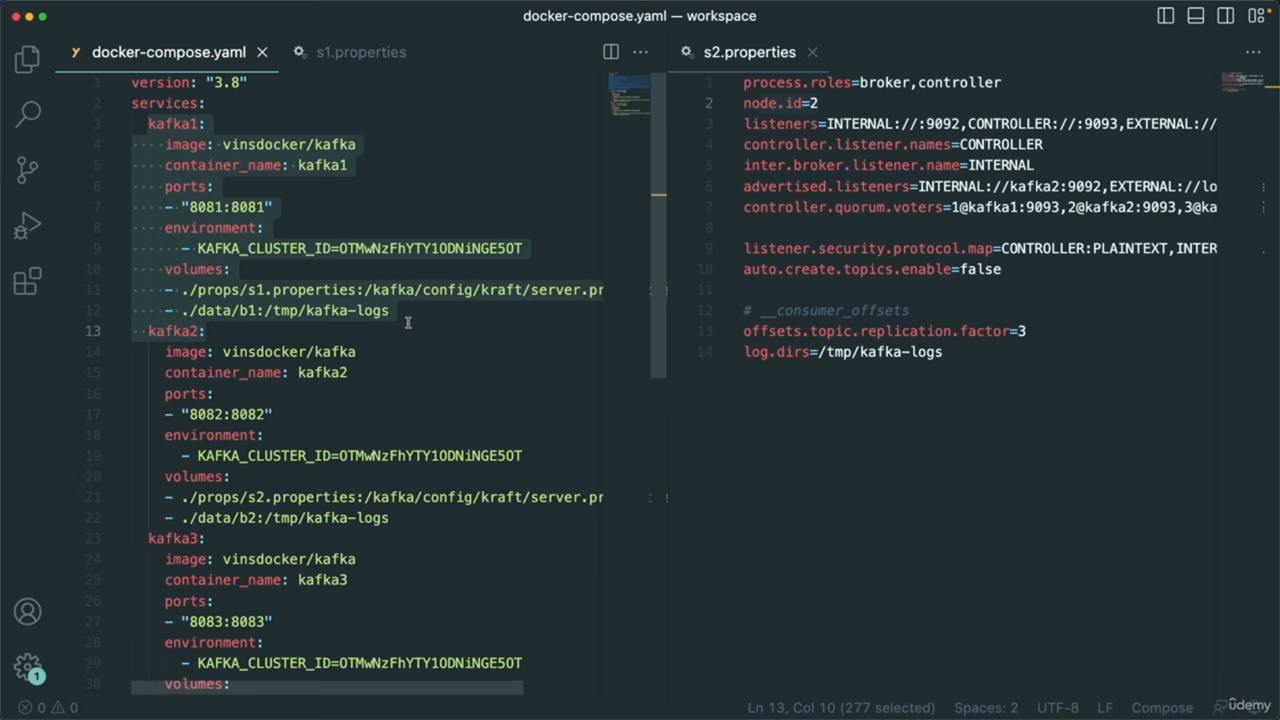 docker-compose.yaml — workspace
docker-compose.yaml
s1.properties
s2.properties
1 version: "3.8"
2 services:
3 kafka1:
4 image: vinsdocker/kafka
5 container_name: kafka1
6 ports:
7 - "8081:8081"
8 environment:
9 - KAFKA_CLUSTER_ID=OTMwNzFhYTY1ODNiNGE5OT
10 volumes:
11 - ./props/s1.properties:/kafka/config/kraft/server.pr
12 - ./data/b1:/tmp/kafka-logs
13 kafka2:
14 image: vinsdocker/kafka
15 container_name: kafka2
16 ports:
17 - "8082:8082"
18 environment:
19 - KAFKA_CLUSTER_ID=OTMwNzFhYTY1ODNiNGE5OT
20 volumes:
21 - ./props/s2.properties:/kafka/config/kraft/server.pr
22 - ./data/b2:/tmp/kafka-logs
23 kafka3:
24 image: vinsdocker/kafka
25 container_name: kafka3
26 ports:
27 - "8083:8083"
28 environment:
29 - KAFKA_CLUSTER_ID=OTMwNzFhYTY1ODNiNGE5OT
30 volumes:
1 process.roles=broker,controller
2 node.id=2
3 listeners=INTERNAL://:9092,CONTROLLER://:9093,EXTERNAL://
4 controller.listener.names=CONTROLLER
5 inter.broker.listener.name=INTERNAL
6 advertised.listeners=INTERNAL://kafka2:9092,EXTERNAL://lo
7 controller.quorum.voters=1@kafka1:9093,2@kafka2:9093,3@ka
8
9 listener.security.protocol.map=CONTROLLER:PLAINTEXT,INTER
10 auto.create.topics.enable=false
11
12 # __consumer_offsets
13 offsets.topic.replication.factor=3
14 log.dirs=/tmp/kafka-logs
1
0 0 Ln 13, Col 10 (277 selected) Spaces: 2 UTF-8 LF Compose
udemy